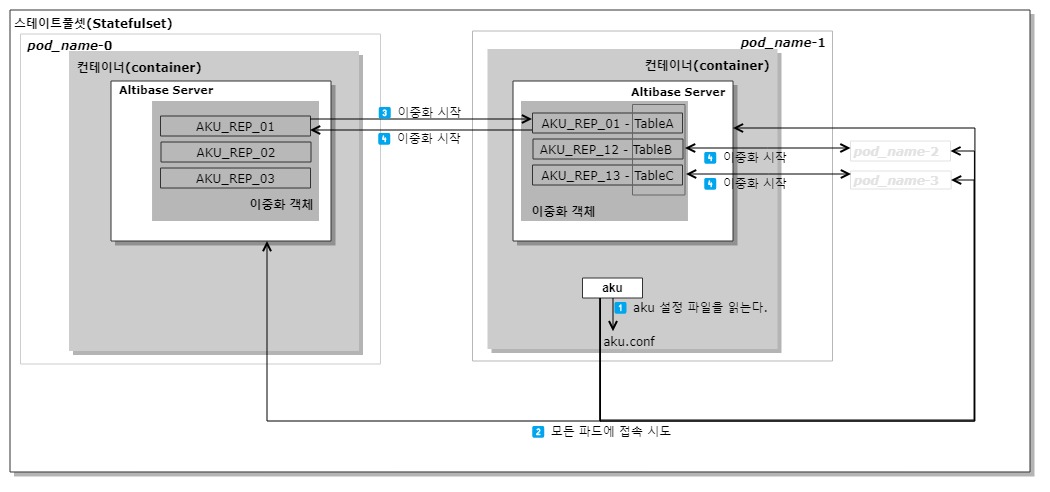 스테이트풀셋(Statefulset)
pod_name-0
컨테이너(container)
Altibase Server
AKU_REP_01
AKU_REP_02
AKU_REP_03
이중화 객체
3 이중화 시작
4 이중화 시작
pod_name-1
컨테이너(container)
Altibase Server
AKU_REP_01 - TableA
AKU_REP_12 - TableB
AKU_REP_13 - TableC
이중화 객체
4 이중화 시작
4 이중화 시작
pod_name-2
pod_name-3
aku
1 aku 설정 파일을 읽는다.
aku.conf
2 모든 파드에 접속 시도